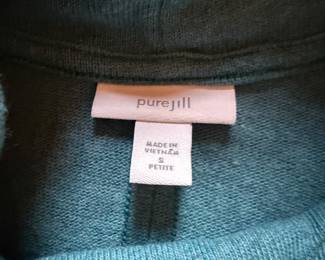 purejill
MADE IN
VIETNAM
S
PETITE